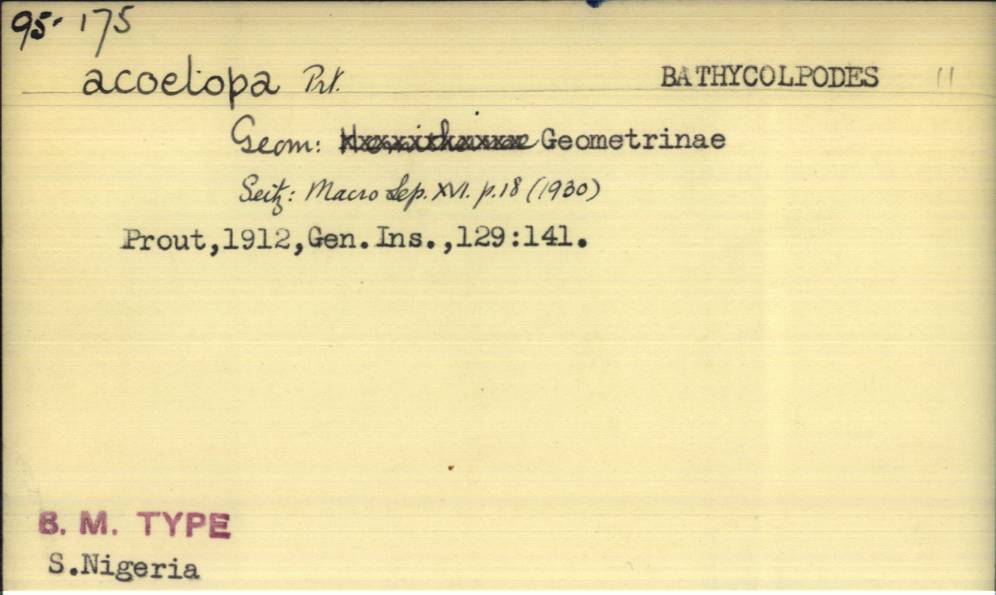 95· 175
acoelopa Prt. BATHYCOLPODES 11
Geom: Geometrinae
Seitz: Macro Lep. XVI. p.18 (1930)
Prout,1912,Gen.Ins.,129:141.
B. M. TYPE
S.Nigeria